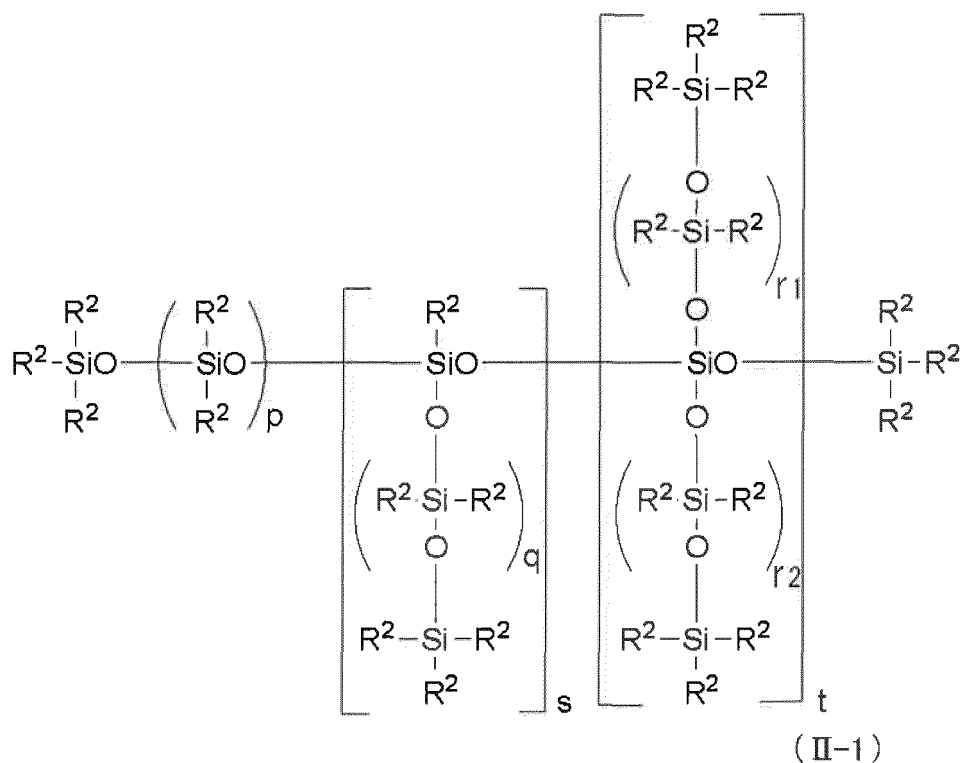 R²
R²-Si-R²
O
R²-Si-R²
r1
O
R² R² R² R²
R²-SiO SiO SiO SiO Si-R²
R² R² p O O R²
R²-Si-R² R²-Si-R²
O q O r2
R²-Si-R² R²-Si-R²
R² R²
s t
(II-1)